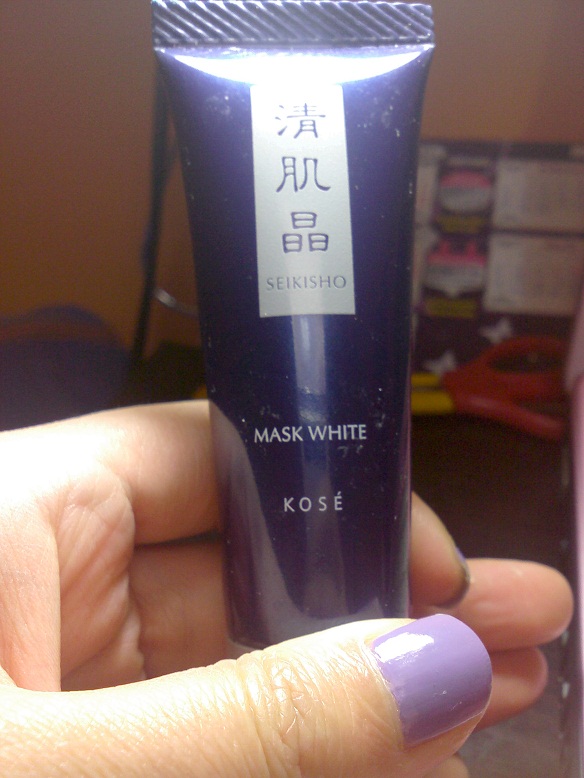 清
肌
晶
SEIKISHO
MASK WHITE
KOSÉ